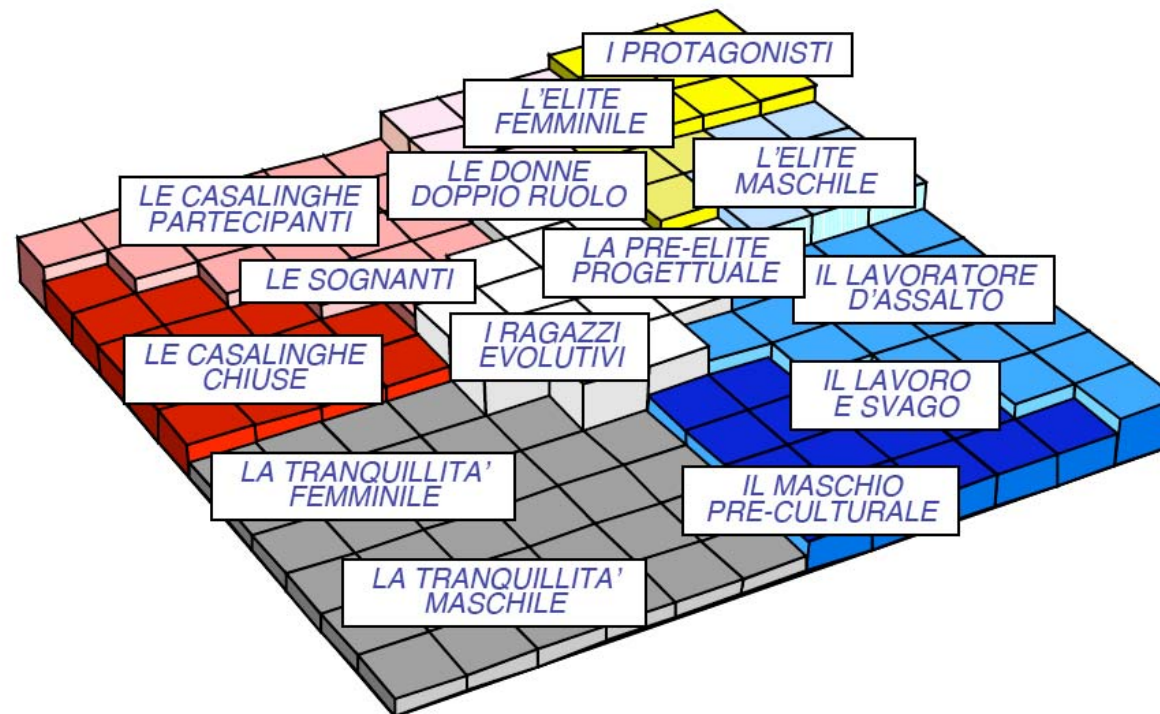 I PROTAGONISTI
L'ELITE
FEMMINILE
LE DONNE
DOPPIO RUOLO
L'ELITE
MASCHILE
LE CASALINGHE
PARTECIPANTI
LA PRE-ELITE
PROGETTUALE
IL LAVORATORE
D'ASSALTO
LE SOGNANTI
LE CASALINGHE
CHIUSE
I RAGAZZI
EVOLUTIVI
IL LAVORO
E SVAGO
LA TRANQUILLITA'
FEMMINILE
IL MASCHIO
PRE-CULTURALE
LA TRANQUILLITA'
MASCHILE